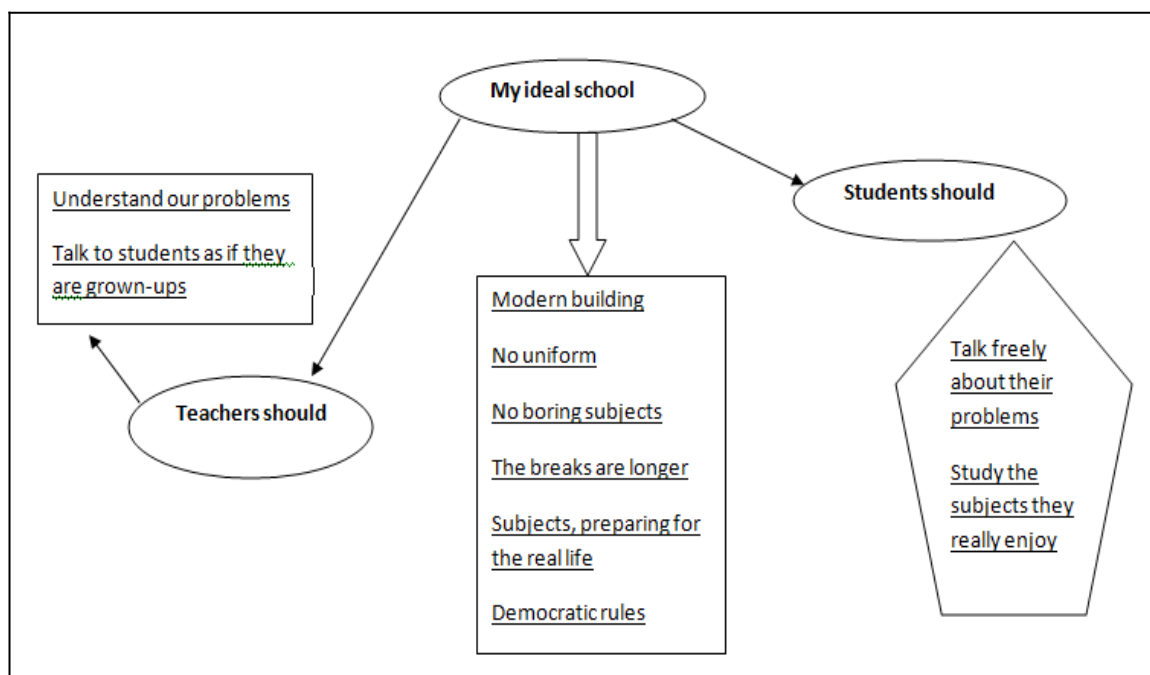 My ideal school
Understand our problems
Talk to students as if they
are grown-ups
Teachers should
Modern building
No uniform
No boring subjects
The breaks are longer
Subjects, preparing for
the real life
Democratic rules
Students should
Talk freely
about their
problems
Study the
subjects they
really enjoy